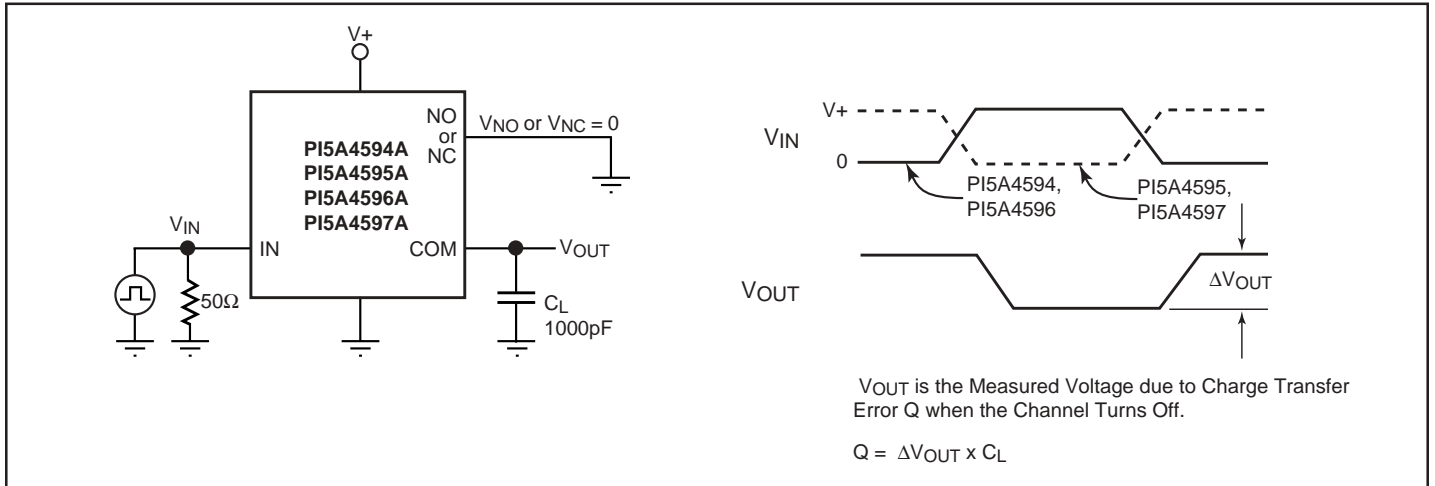 V+
NO
or
NC
VNO or VNC = 0
PI5A4594A
PI5A4595A
PI5A4596A
PI5A4597A
VIN
IN
COM
VOUT
50Ω
CL
1000pF
V+
VIN
0
PI5A4594,
PI5A4596
PI5A4595,
PI5A4597
VOUT
ΔVOUT
VOUT is the Measured Voltage due to Charge Transfer
Error Q when the Channel Turns Off.
Q = ΔVOUT x CL